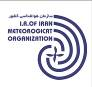 سازمان هواشناسی کشور
I.R.OF IRAN
METEOROLOGICAL
ORGANIZATION